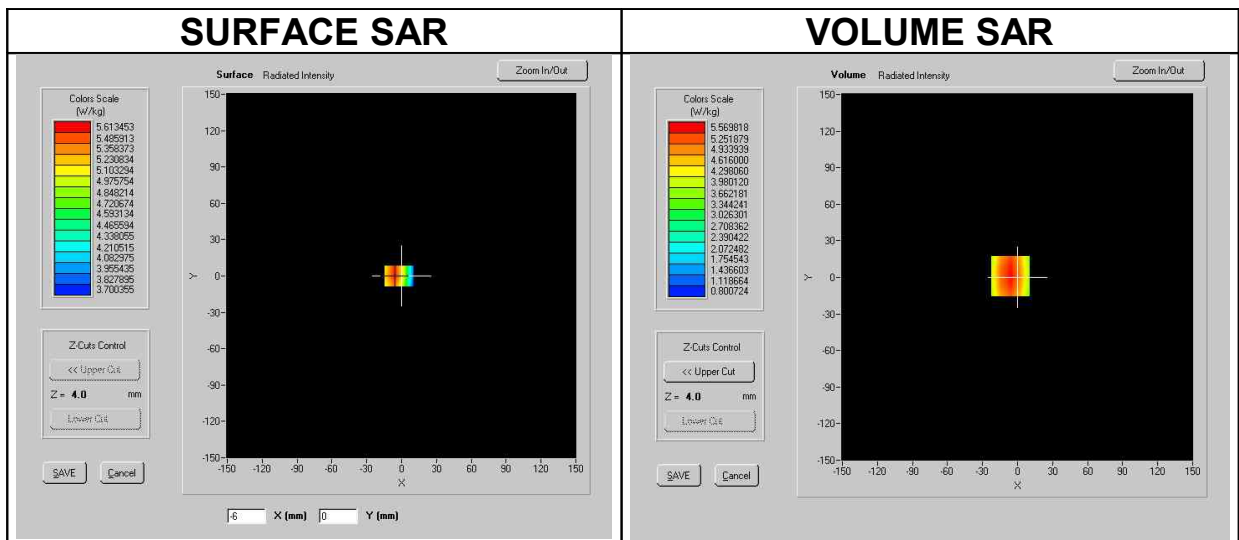 SURFACE SAR
Surface Radiated Intensity
Zoom In/Out
Colors Scale
(W/kg)
5.613453
5.485913
5.358373
5.230834
5.103294
4.975754
4.848214
4.720674
4.593134
4.465594
4.338055
4.210515
4.082975
3.955435
3.827895
3.700355
150
120
90
60
30
0
-30
-60
-90
-120
-150
Y
-150 -120 -90 -60 -30 0 30 60 90 120 150
X
Z-Cuts Control
<< Upper Cut
Z = 4.0 mm
Lower Cut
SAVE Cancel
-6 X (mm) 0 Y (mm)
VOLUME SAR
Volume Radiated Intensity
Zoom In/Out
Colors Scale
(W/kg)
5.569818
5.251879
4.933939
4.616000
4.298060
3.980120
3.662181
3.344241
3.026301
2.708362
2.390422
2.072482
1.754543
1.436603
1.118664
0.800724
150
120
90
60
30
0
-30
-60
-90
-120
-150
Y
-150 -120 -90 -60 -30 0 30 60 90 120 150
X
Z-Cuts Control
<< Upper Cut
Z = 4.0 mm
Lower Cut
SAVE Cancel